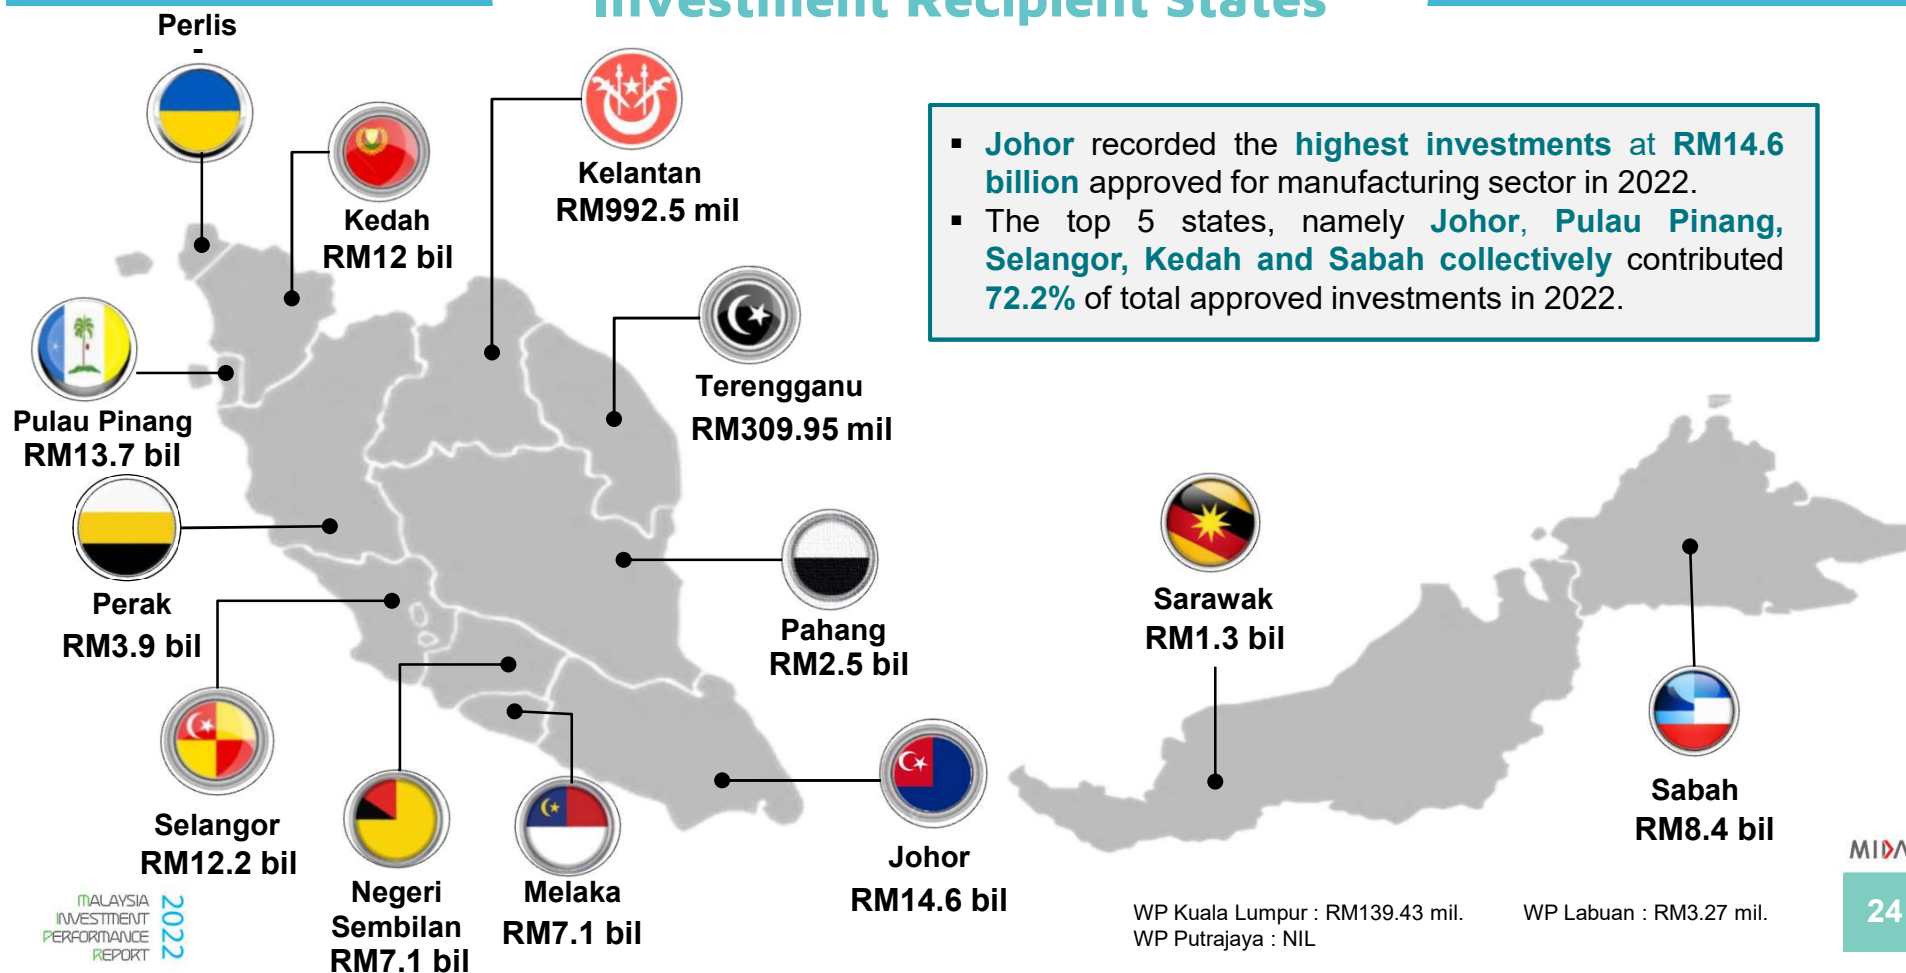 Investment Recipient States
Perlis
-
Kedah
RM12 bil
Kelantan
RM992.5 mil
▪ Johor recorded the highest investments at RM14.6
billion approved for manufacturing sector in 2022.
▪ The top 5 states, namely Johor, Pulau Pinang,
Selangor, Kedah and Sabah collectively contributed
72.2% of total approved investments in 2022.
Terengganu
RM309.95 mil
Pulau Pinang
RM13.7 bil
Perak
RM3.9 bil
Pahang
RM2.5 bil
Sarawak
RM1.3 bil
Sabah
RM8.4 bil
Selangor
RM12.2 bil
Negeri
Sembilan
RM7.1 bil
Melaka
RM7.1 bil
Johor
RM14.6 bil
WP Kuala Lumpur : RM139.43 mil.
WP Labuan : RM3.27 mil.
WP Putrajaya : NIL
MALAYSIA
INVESTMENT
PERFORMANCE
REPORT
2022
MIDA
24